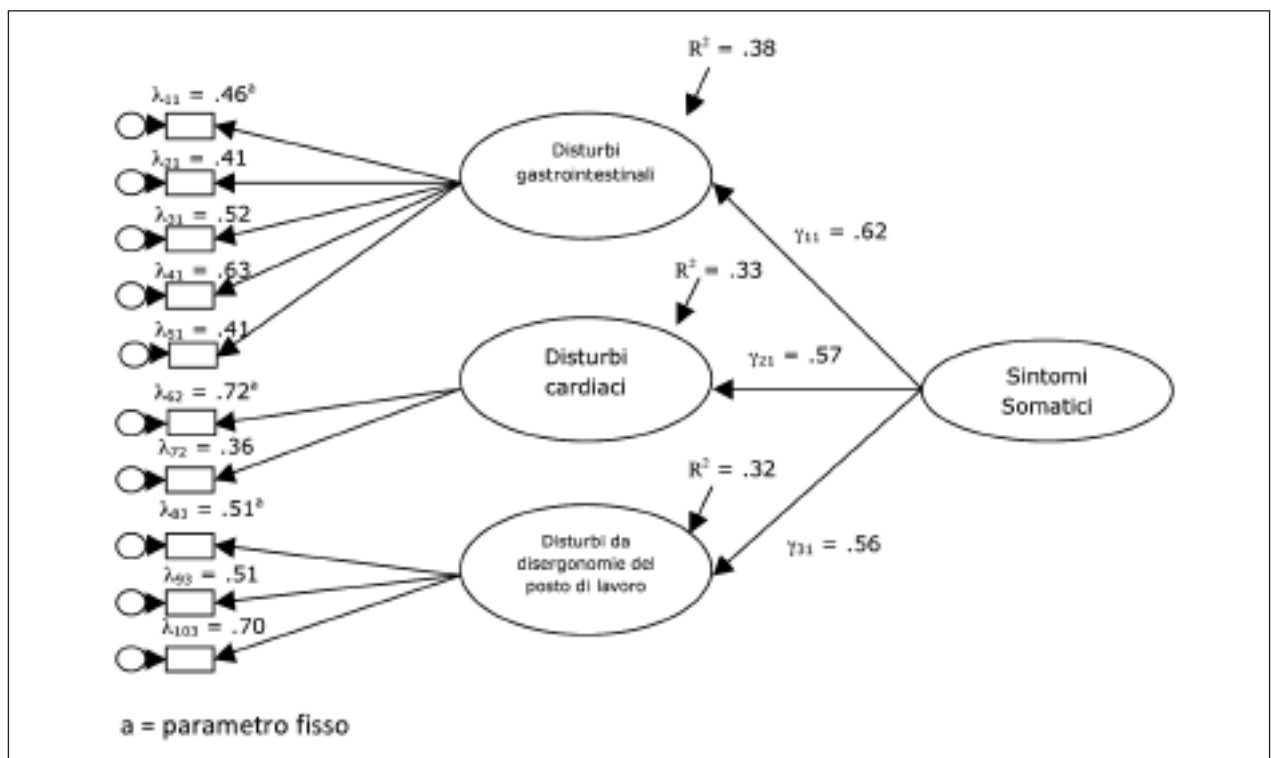 R² = .38
λ₁₁ = .46ª
λ₂₁ = .41
λ₃₁ = .52
λ₄₁ = .63
λ₅₁ = .41
Disturbi
gastrointestinali
γ₁₁ = .62
R² = .33
λ₆₂ = .72ª
λ₇₂ = .36
Disturbi
cardiaci
γ₂₁ = .57
Sintomi
Somatici
R² = .32
λ₈₃ = .51ª
λ₉₃ = .51
λ₁₀₃ = .70
Disturbi da
disergonomie del
posto di lavoro
γ₃₁ = .56
a = parametro fisso